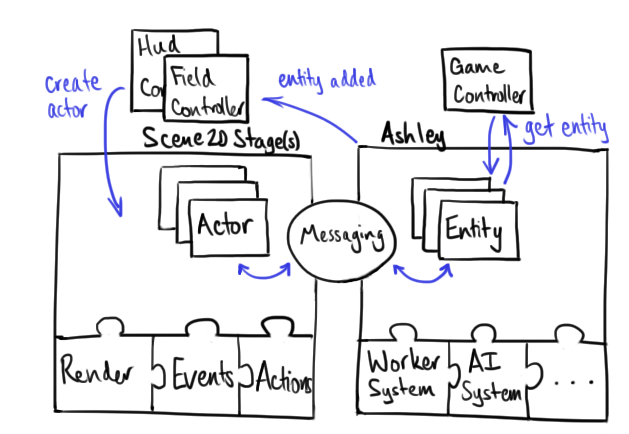 Hud
Co
Field
Controller
create
actor
entity added
Game
Controller
get entity
Scene2D Stage(s)
Ashley
Actor
Messaging
Entity
Render
Events
Actions
Worker
System
AI
System
...